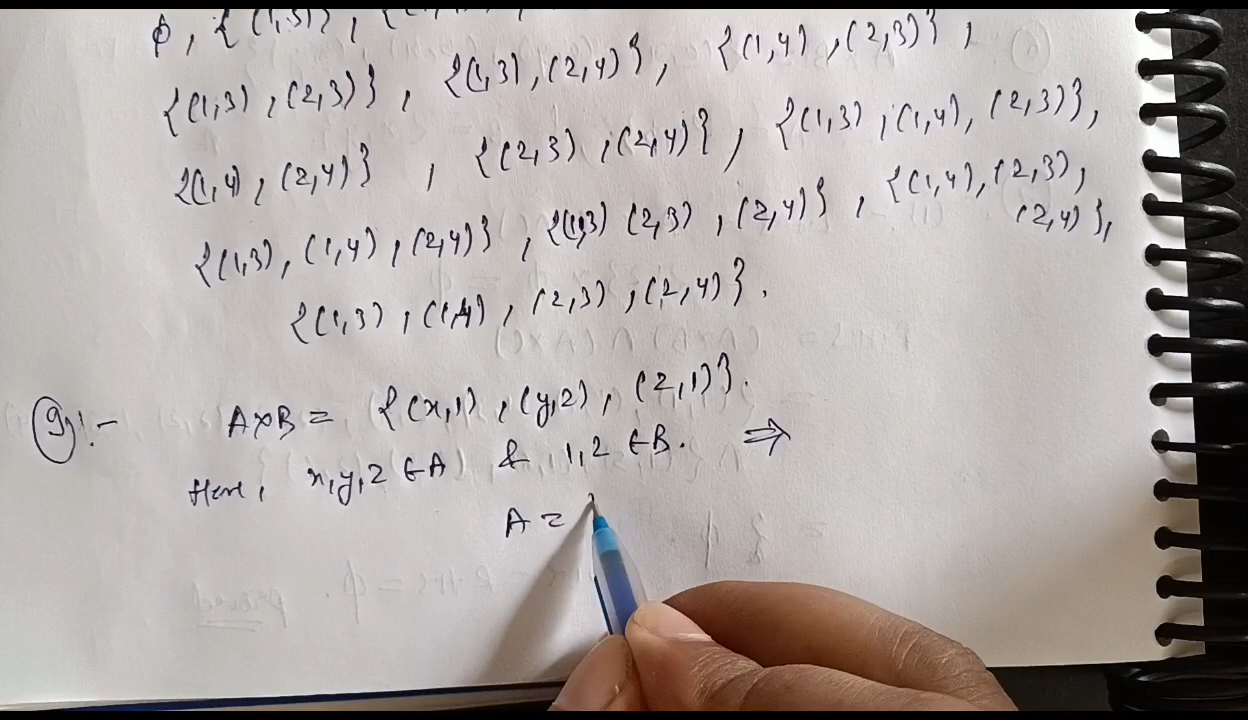 φ, {(1,3)}, {
{(1,3), (2,3)}, {(1,3), (2,4)}, {(1,4), (2,3)},
{(1,4), (2,4)}, {(2,3), (2,4)}, {(1,3), (1,4), (2,3)},
{(1,3), (1,4), (2,4)}, {(1,3) (2,3), (2,4)}, {(1,4), (2,3),
(2,4)},
{(1,3), (1,4), (2,3), (2,4)}.
9):- A×B = {(x,1), (y,2), (z,1)}.
Here, x,y,z ∈A & 1,2 ∈B. ⇒
A =